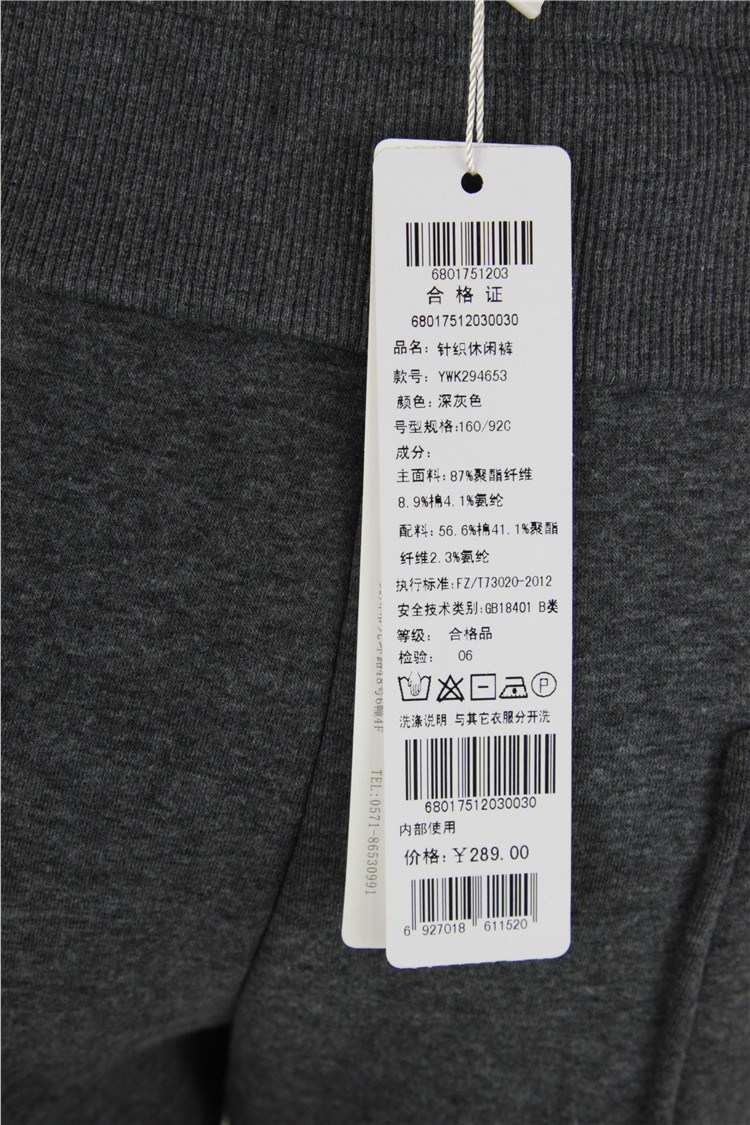 6801751203
合格证
68017512030030
品名: 针织休闲裤
款号: YWK294653
颜色: 深灰色
号型规格:160/92C
成分:
主面料: 87%聚酯纤维
8.9%棉4.1%氨纶
配料: 56.6%棉41.1%聚酯
纤维2.3%氨纶
执行标准:FZ/T73020-2012
安全技术类别:GB18401 B类
等级: 合格品
检验: 06
P
洗涤说明 与其它衣服分开洗
68017512030030
内部使用
价格:¥289.00
6 927018 611520
TEL:0571-86530991